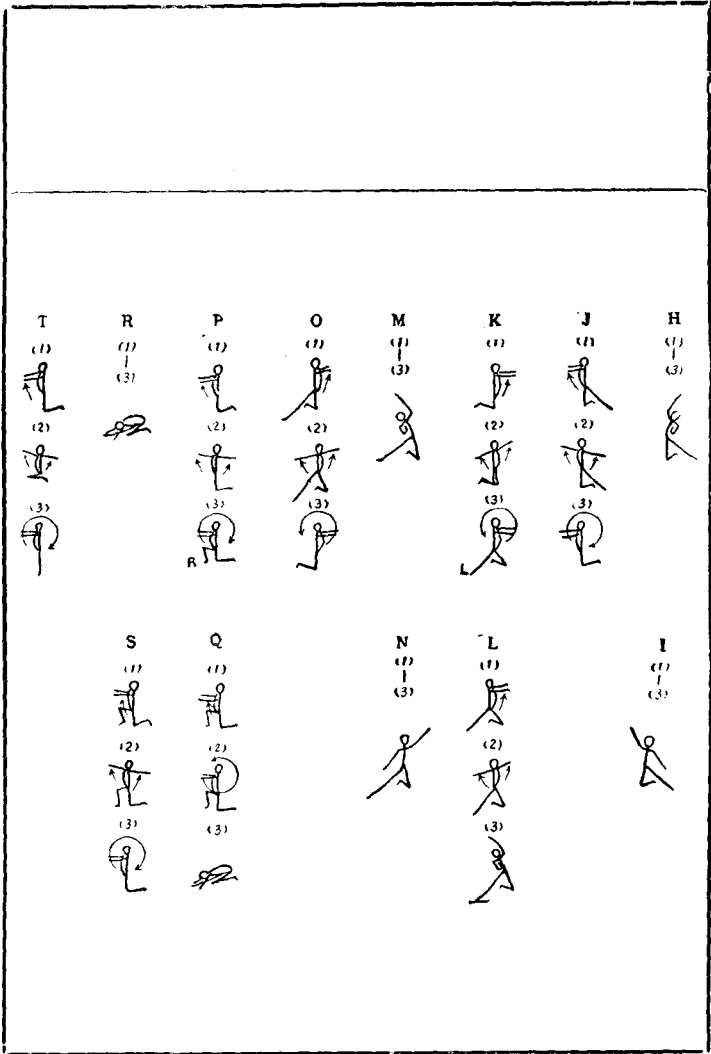 T R P O M K J H
(1) (1) (1) (1) (1) (1) (1) (1)
(3) (3) (3)
(2) (2) (2) (2) (2)
(3) (3) (3) (3) (3)
R L
S Q N L I
(1) (1) (1) (1) (1)
(3) (3)
(2) (2) (2)
(3) (3) (3)